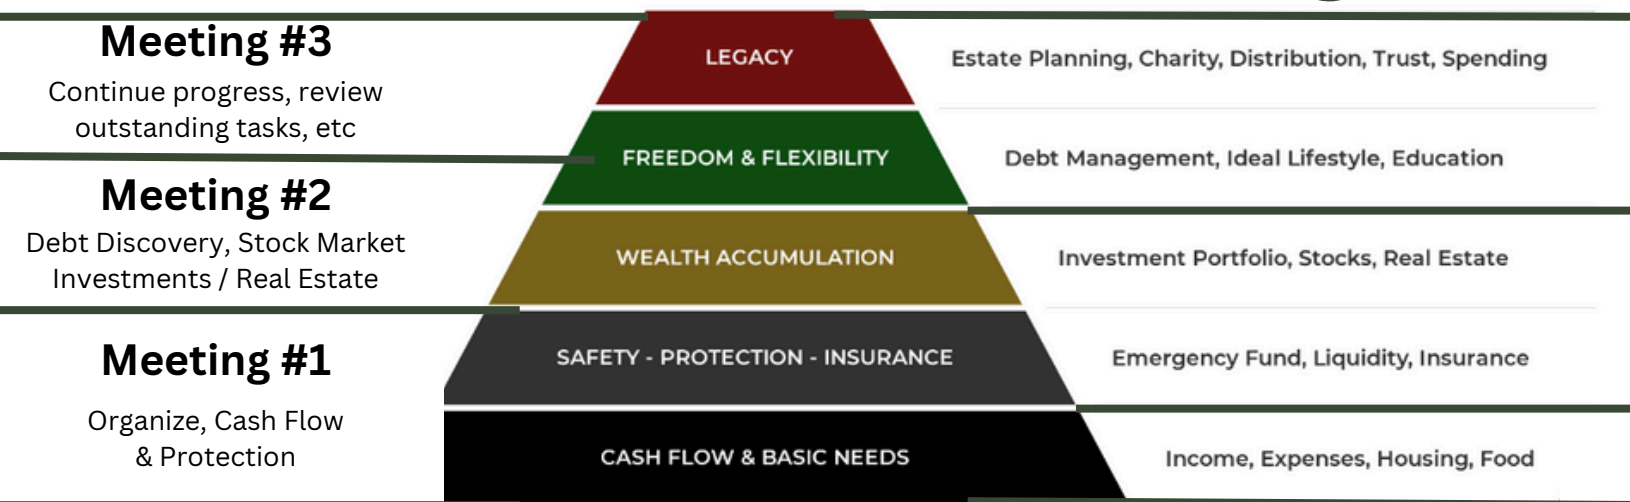 Meeting #3
Continue progress, review
outstanding tasks, etc
LEGACY
Estate Planning, Charity, Distribution, Trust, Spending
FREEDOM & FLEXIBILITY
Debt Management, Ideal Lifestyle, Education
Meeting #2
Debt Discovery, Stock Market
Investments / Real Estate
WEALTH ACCUMULATION
Investment Portfolio, Stocks, Real Estate
Meeting #1
Organize, Cash Flow
& Protection
SAFETY - PROTECTION - INSURANCE
Emergency Fund, Liquidity, Insurance
CASH FLOW & BASIC NEEDS
Income, Expenses, Housing, Food